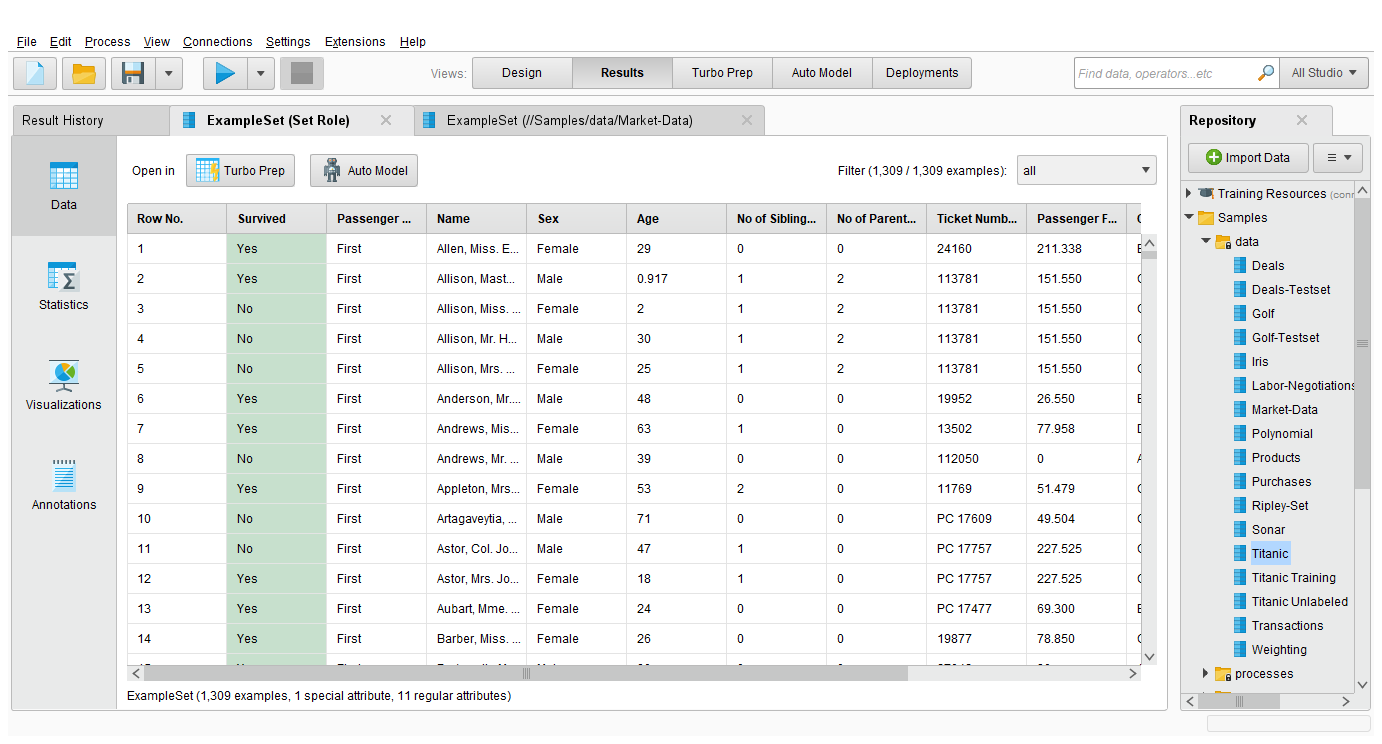 File Edit Process View Connections Settings Extensions Help
Views: Design Results Turbo Prep Auto Model Deployments Find data, operators...etc All Studio
Result History ExampleSet (Set Role) ExampleSet (//Samples/data/Market-Data)
Data
Statistics
Visualizations
Annotations
Open in Turbo Prep Auto Model Filter (1,309 / 1,309 examples): all
Row No. Survived Passenger ... Name Sex Age No of Sibling... No of Parent... Ticket Numb... Passenger F...
1 Yes First Allen, Miss. E... Female 29 0 0 24160 211.338
2 Yes First Allison, Mast... Male 0.917 1 2 113781 151.550
3 No First Allison, Miss. ... Female 2 1 2 113781 151.550
4 No First Allison, Mr. H... Male 30 1 2 113781 151.550
5 No First Allison, Mrs. ... Female 25 1 2 113781 151.550
6 Yes First Anderson, Mr.... Male 48 0 0 19952 26.550
7 Yes First Andrews, Mis... Female 63 1 0 13502 77.958
8 No First Andrews, Mr. ... Male 39 0 0 112050 0
9 Yes First Appleton, Mrs... Female 53 2 0 11769 51.479
10 No First Artagaveytia, ... Male 71 0 0 PC 17609 49.504
11 No First Astor, Col. Jo... Male 47 1 0 PC 17757 227.525
12 Yes First Astor, Mrs. Jo... Female 18 1 0 PC 17757 227.525
13 Yes First Aubart, Mme. ... Female 24 0 0 PC 17477 69.300
14 Yes First Barber, Miss. ... Female 26 0 0 19877 78.850
ExampleSet (1,309 examples, 1 special attribute, 11 regular attributes)
Repository
Import Data
Training Resources (conn
Samples
data
Deals
Deals-Testset
Golf
Golf-Testset
Iris
Labor-Negotiations
Market-Data
Polynomial
Products
Purchases
Ripley-Set
Sonar
Titanic
Titanic Training
Titanic Unlabeled
Transactions
Weighting
processes